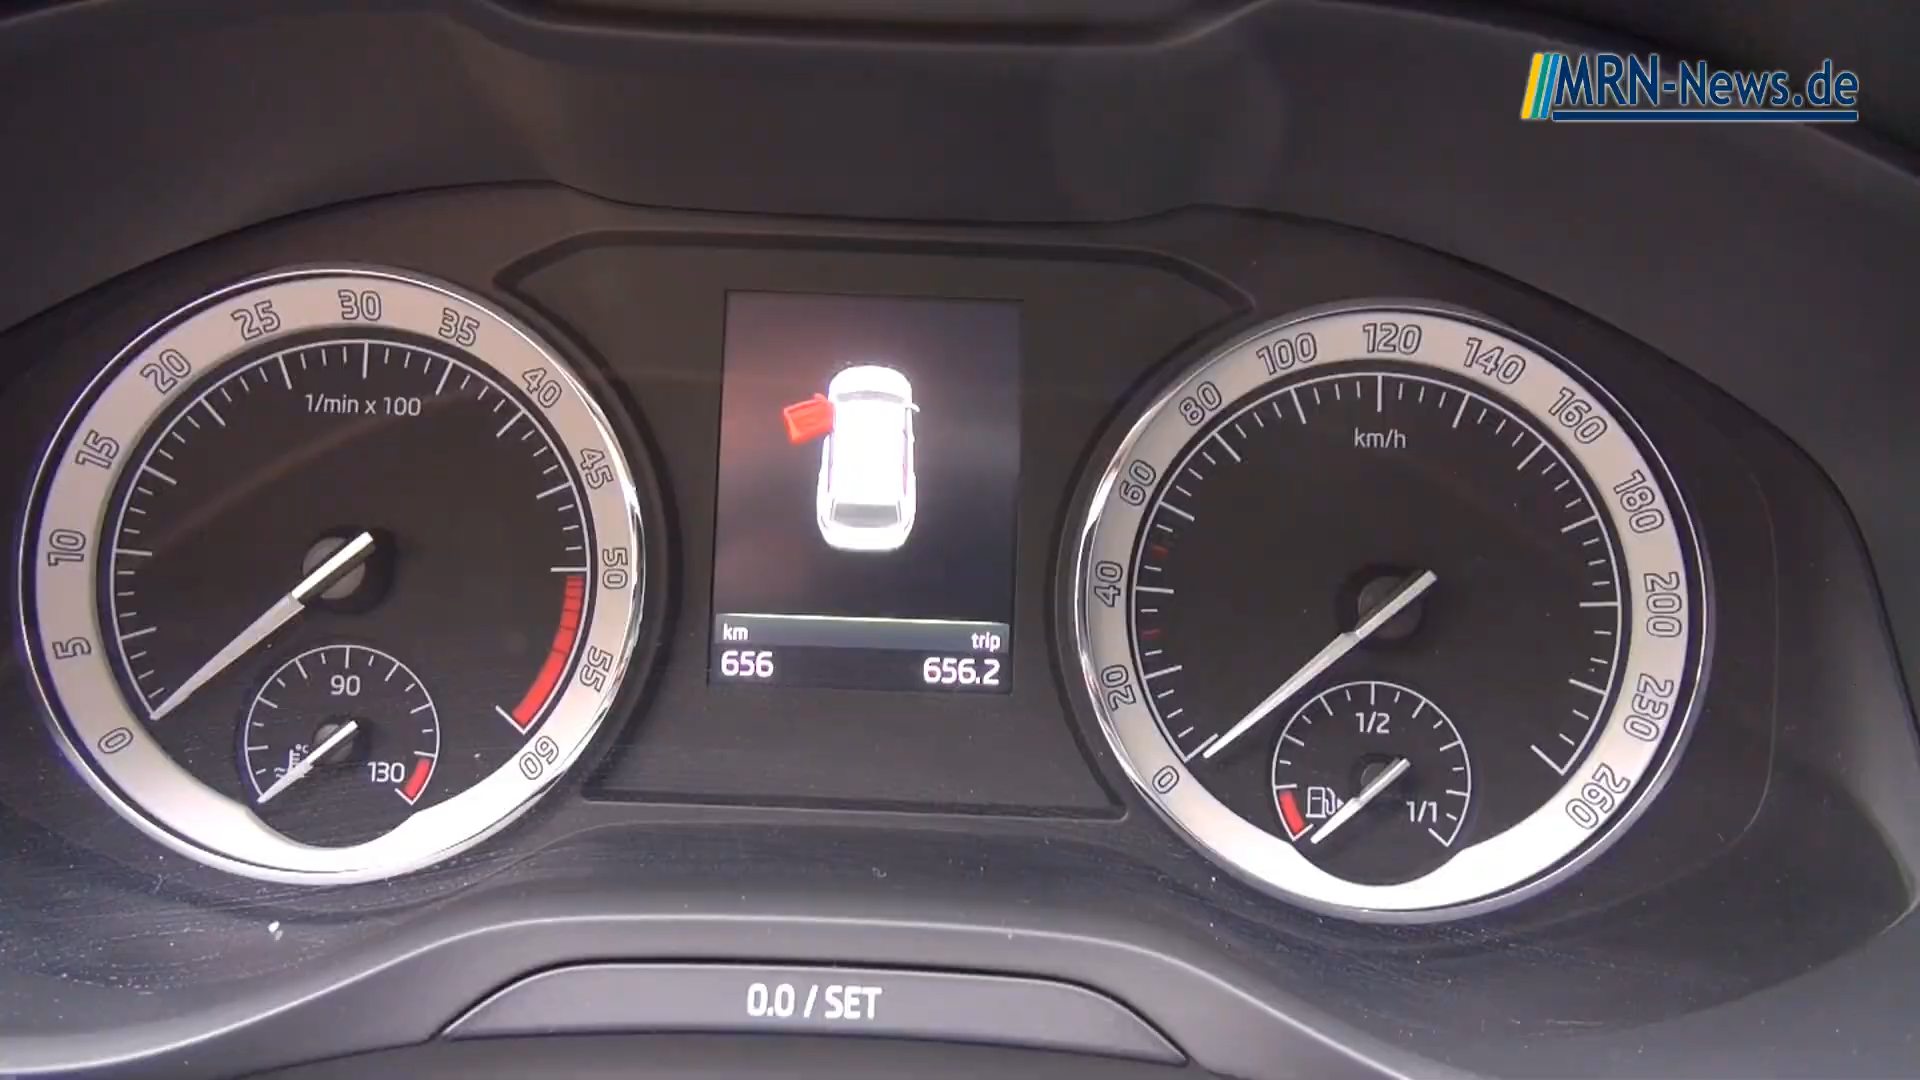 MRN-News.de
0 5 10 15 20 25 30 35 40 45 50 55 60
1/min x 100
90
°C
130
km
trip
656
656.2
0 20 40 60 80 100 120 140 160 180 200 230 260
km/h
1/2
1/1
0.0 / SET